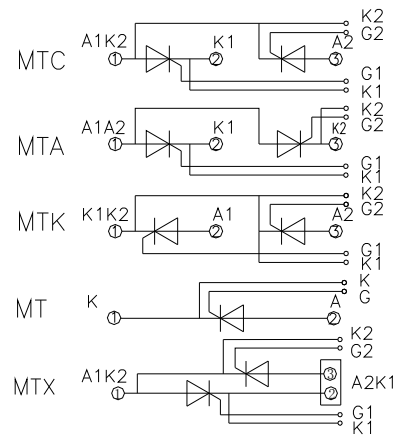 K2
A1K2 K1 A2 G2
MTC 1 2 3
G1
K1
A1A2 K1 K2 K2
G2
MTA 1 2 3
G1
K1
K2
K1K2 A1 A2 G2
MTK 1 2 3
G1
K1
K
K A G
MT 1 2
K2
G2
A1K2 3
MTX 1 2 A2K1
G1
K1